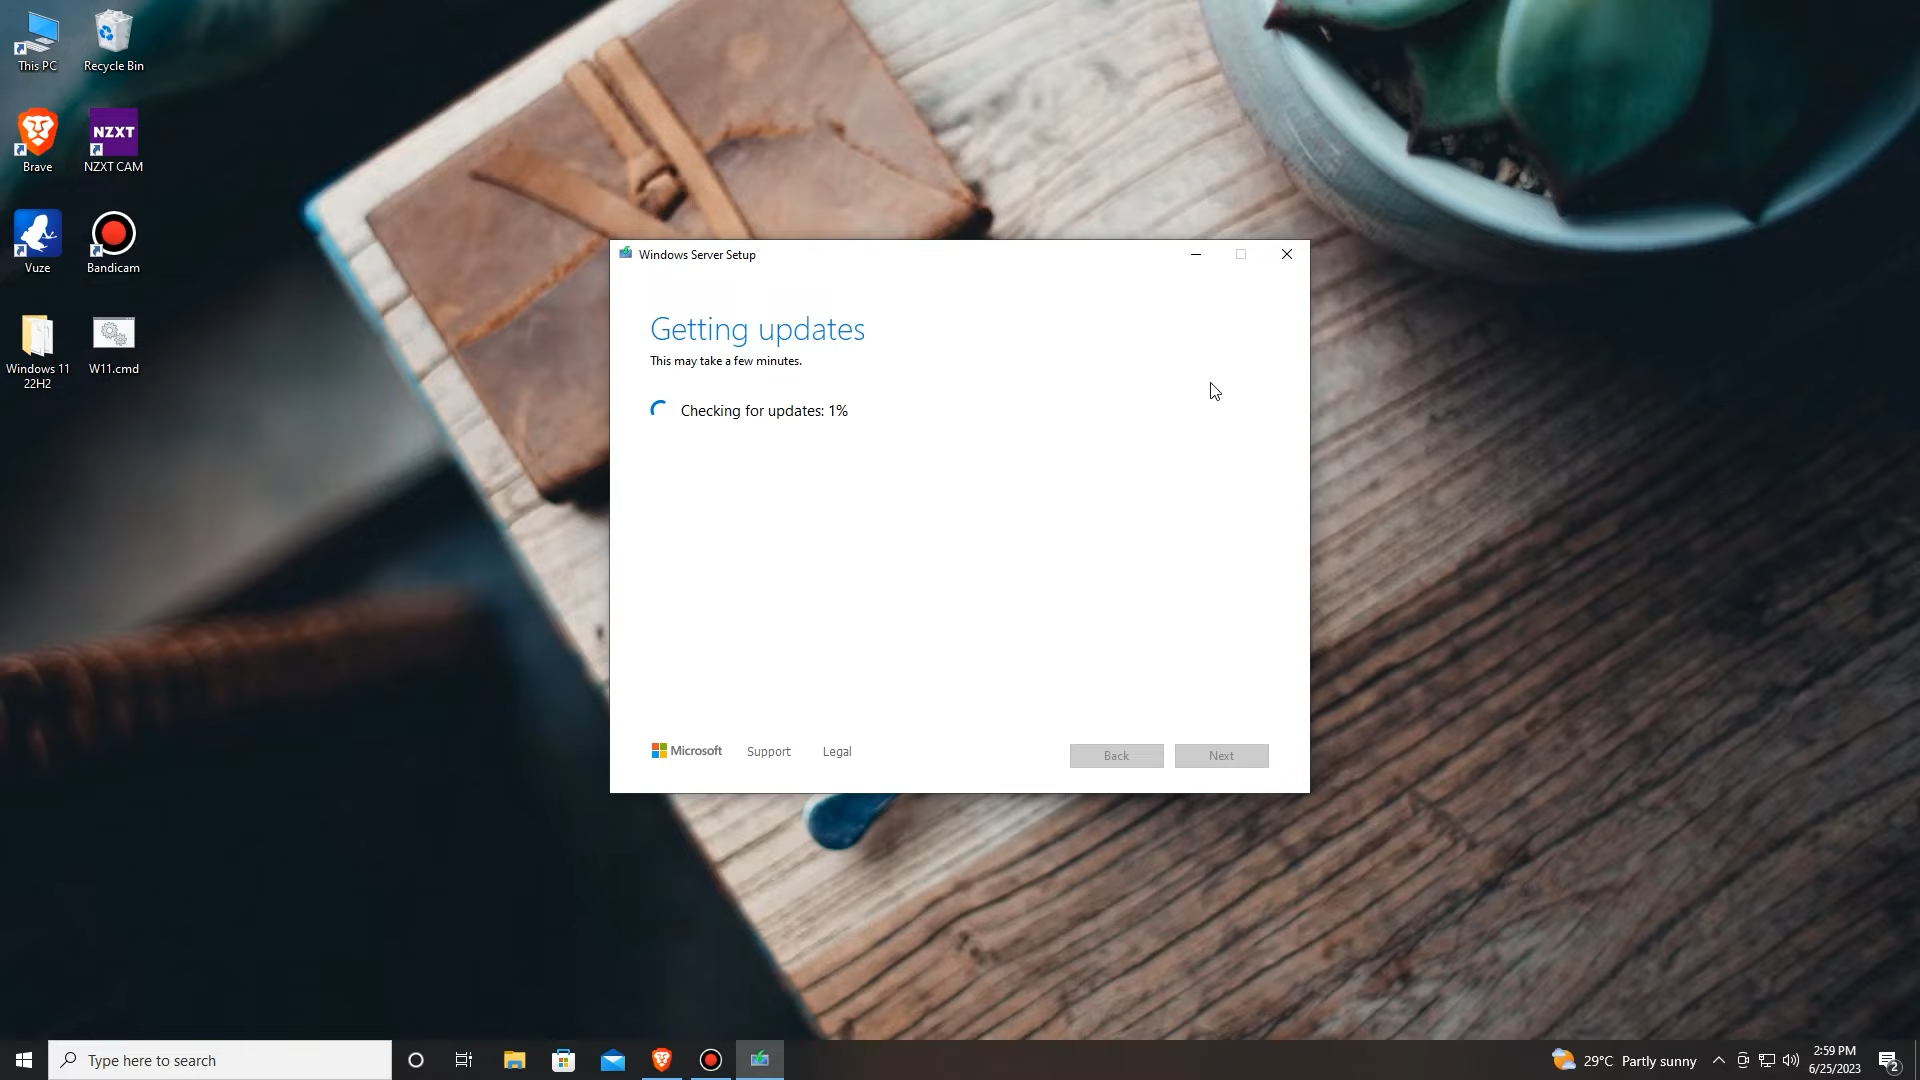 This PC
Recycle Bin
Brave
NZXT
NZXT CAM
Vuze
Bandicam
Windows 11
22H2
W11.cmd
Windows Server Setup
Getting updates
This may take a few minutes.
Checking for updates: 1%
Microsoft
Support
Legal
Back
Next
Type here to search
29°C Partly sunny
2:59 PM
6/25/2023
2